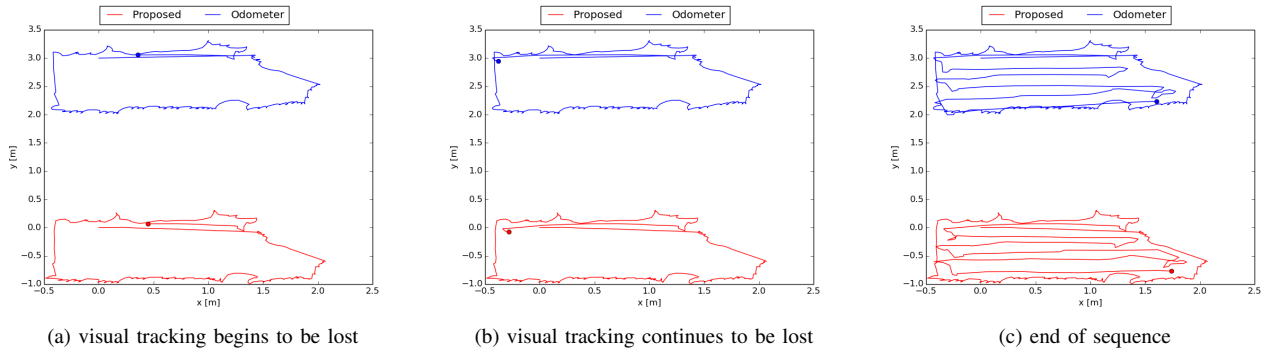 Proposed Odometer
3.5
3.0
2.5
2.0
1.5
1.0
0.5
0.0
−0.5
−1.0
y [m]
−0.5 0.0 0.5 1.0 1.5 2.0 2.5
x [m]
(a) visual tracking begins to be lost
Proposed Odometer
3.5
3.0
2.5
2.0
1.5
1.0
0.5
0.0
−0.5
−1.0
y [m]
−0.5 0.0 0.5 1.0 1.5 2.0 2.5
x [m]
(b) visual tracking continues to be lost
Proposed Odometer
3.5
3.0
2.5
2.0
1.5
1.0
0.5
0.0
−0.5
−1.0
y [m]
−0.5 0.0 0.5 1.0 1.5 2.0 2.5
x [m]
(c) end of sequence